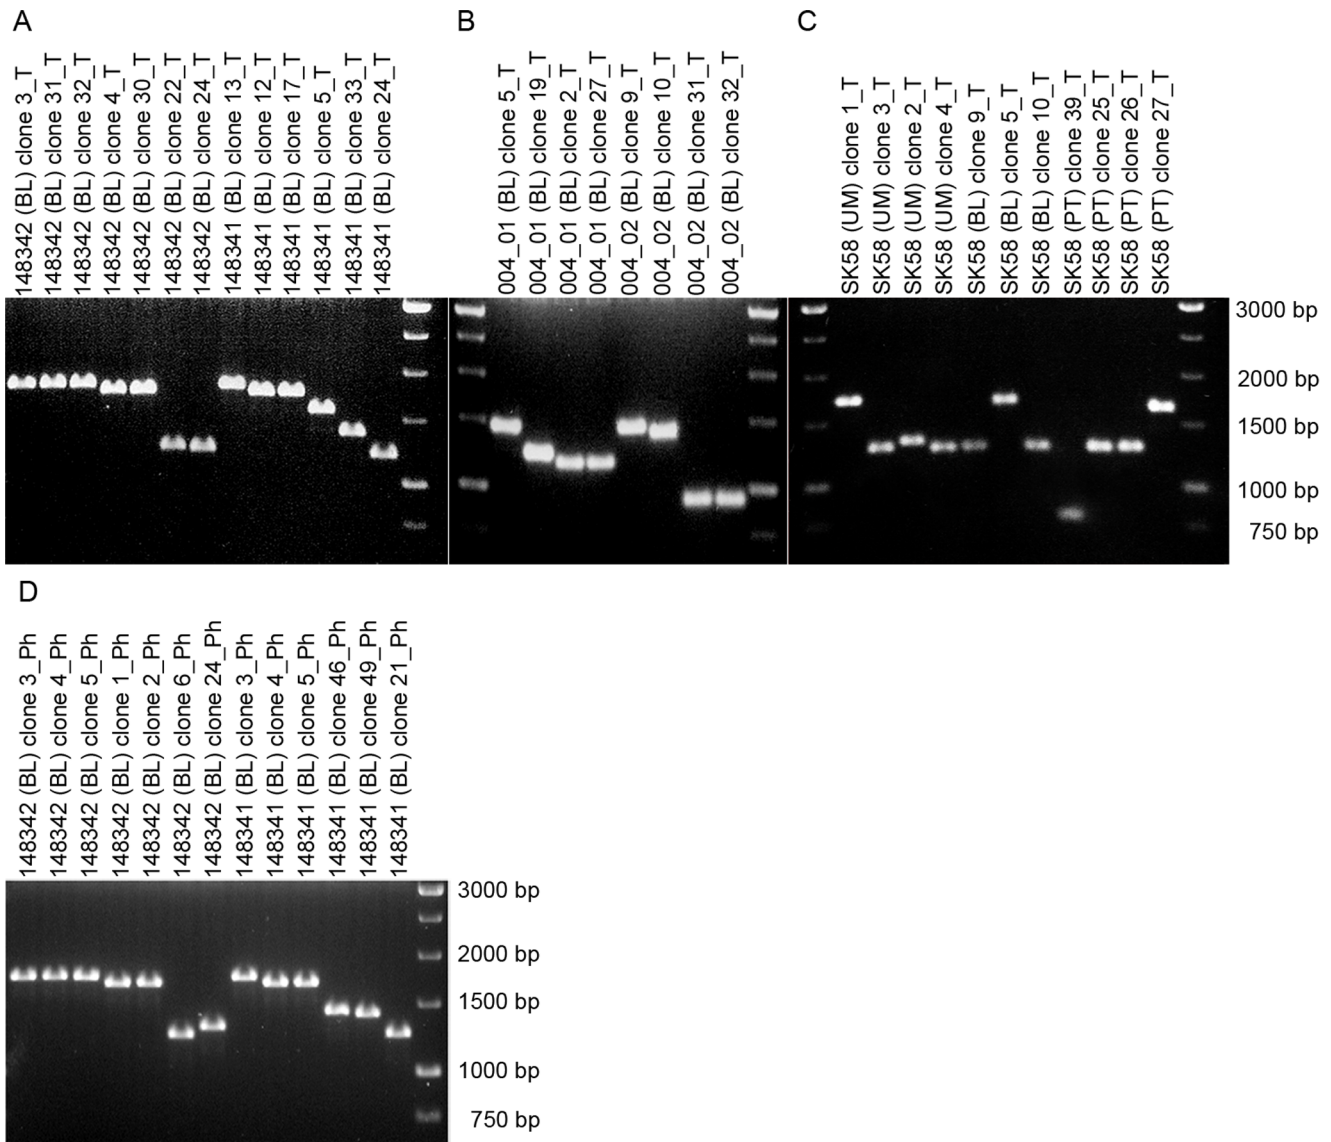 A
148342 (BL) clone 3_T
148342 (BL) clone 31_T
148342 (BL) clone 32_T
148342 (BL) clone 4_T
148342 (BL) clone 30_T
148342 (BL) clone 22_T
148342 (BL) clone 24_T
148341 (BL) clone 13_T
148341 (BL) clone 12_T
148341 (BL) clone 17_T
148341 (BL) clone 5_T
148341 (BL) clone 33_T
148341 (BL) clone 24_T
B
004_01 (BL) clone 5_T
004_01 (BL) clone 19_T
004_01 (BL) clone 2_T
004_01 (BL) clone 27_T
004_02 (BL) clone 9_T
004_02 (BL) clone 10_T
004_02 (BL) clone 31_T
004_02 (BL) clone 32_T
C
SK58 (UM) clone 1_T
SK58 (UM) clone 3_T
SK58 (UM) clone 2_T
SK58 (UM) clone 4_T
SK58 (BL) clone 9_T
SK58 (BL) clone 5_T
SK58 (BL) clone 10_T
SK58 (PT) clone 39_T
SK58 (PT) clone 25_T
SK58 (PT) clone 26_T
SK58 (PT) clone 27_T
3000 bp
2000 bp
1500 bp
1000 bp
750 bp
D
148342 (BL) clone 3_Ph
148342 (BL) clone 4_Ph
148342 (BL) clone 5_Ph
148342 (BL) clone 1_Ph
148342 (BL) clone 2_Ph
148342 (BL) clone 6_Ph
148342 (BL) clone 24_Ph
148341 (BL) clone 3_Ph
148341 (BL) clone 4_Ph
148341 (BL) clone 5_Ph
148341 (BL) clone 46_Ph
148341 (BL) clone 49_Ph
148341 (BL) clone 21_Ph
3000 bp
2000 bp
1500 bp
1000 bp
750 bp